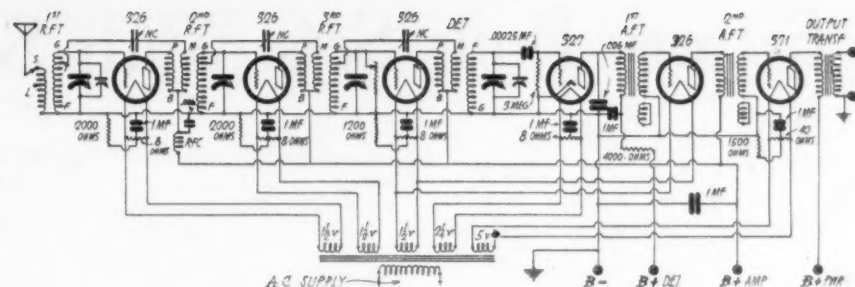 1ST R.F.T
326
NC
2ND R.F.T
326
NC
3RD R.F.T
326
NC
DET
.00025 MF
327
.006 MF
1ST A.F.T
326
2ND A.F.T
371
OUTPUT TRANSF
S
L
G
F
P
B
M
G
F
P
B
M
G
F
P
B
M
G
F
G
3 MEG
2000 OHMS
1 MF
8 OHMS
RFC
2000 OHMS
1 MF
8 OHMS
1200 OHMS
1 MF
8 OHMS
1 MF
8 OHMS
1 MF
4000-OHMS
1500 OHMS
1 MF
40 OHMS
1 MF
1½ V
1½ V
1½ V
2¼ V
5 V
A.C. SUPPLY
B-
B+ DET
B+ AMP
B+ PWR